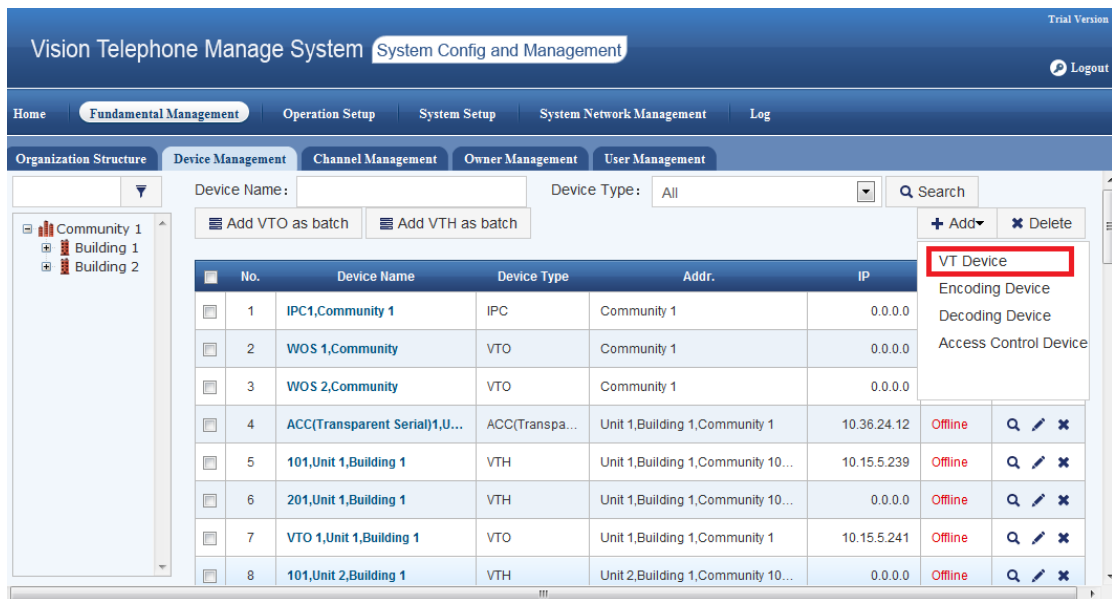 Trial Version
Vision Telephone Manage System System Config and Management
Logout
Home Fundamental Management Operation Setup System Setup System Network Management Log
Organization Structure Device Management Channel Management Owner Management User Management
Device Name: Device Type: All Search
Add VTO as batch Add VTH as batch Add Delete
Community 1
Building 1
Building 2
VT Device
Encoding Device
Decoding Device
Access Control Device
No. Device Name Device Type Addr. IP
1 IPC1,Community 1 IPC Community 1 0.0.0.0
2 WOS 1,Community VTO Community 1 0.0.0.0
3 WOS 2,Community VTO Community 1 0.0.0.0
4 ACC(Transparent Serial)1,U... ACC(Transpa... Unit 1,Building 1,Community 1 10.36.24.12 Offline
5 101,Unit 1,Building 1 VTH Unit 1,Building 1,Community 10... 10.15.5.239 Offline
6 201,Unit 1,Building 1 VTH Unit 1,Building 1,Community 10... 0.0.0.0 Offline
7 VTO 1,Unit 1,Building 1 VTO Unit 1,Building 1,Community 1 10.15.5.241 Offline
8 101,Unit 2,Building 1 VTH Unit 2,Building 1,Community 10... 0.0.0.0 Offline